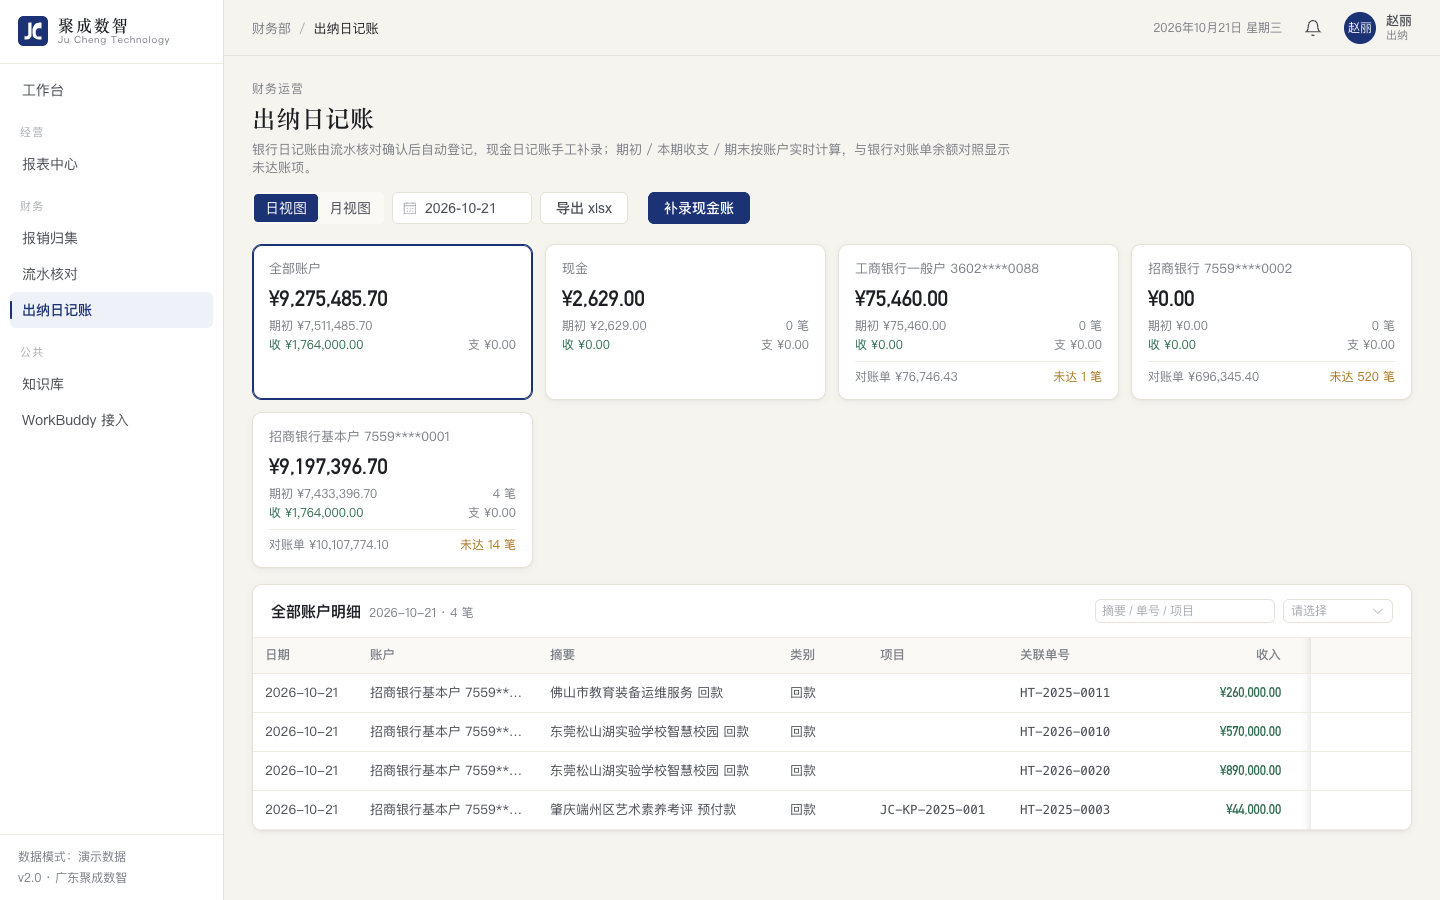 聚成数智
Ju Cheng Technology
工作台
经营
报表中心
财务
报销归集
流水核对
出纳日记账
公共
知识库
WorkBuddy 接入
数据模式：演示数据
v2.0 · 广东聚成数智
财务部 / 出纳日记账
2026年10月21日 星期三
赵丽
赵丽
出纳
财务运营
出纳日记账
银行日记账由流水核对确认后自动登记，现金日记账手工补录；期初 / 本期收支 / 期末按账户实时计算，与银行对账单余额对照显示
未达账项。
日视图 月视图 2026-10-21 导出 xlsx 补录现金账
全部账户
¥9,275,485.70
期初 ¥7,511,485.70
收 ¥1,764,000.00 支 ¥0.00
现金
¥2,629.00
期初 ¥2,629.00 0 笔
收 ¥0.00 支 ¥0.00
工商银行一般户 3602****0088
¥75,460.00
期初 ¥75,460.00 0 笔
收 ¥0.00 支 ¥0.00
对账单 ¥76,746.43 未达 1 笔
招商银行 7559****0002
¥0.00
期初 ¥0.00 0 笔
收 ¥0.00 支 ¥0.00
对账单 ¥696,345.40 未达 520 笔
招商银行基本户 7559****0001
¥9,197,396.70
期初 ¥7,433,396.70 4 笔
收 ¥1,764,000.00 支 ¥0.00
对账单 ¥10,107,774.10 未达 14 笔
全部账户明细 2026-10-21 · 4 笔 摘要 / 单号 / 项目 请选择
日期 账户 摘要 类别 项目 关联单号 收入
2026-10-21 招商银行基本户 7559**… 佛山市教育装备运维服务 回款 回款 HT-2025-0011 ¥260,000.00
2026-10-21 招商银行基本户 7559**… 东莞松山湖实验学校智慧校园 回款 回款 HT-2026-0010 ¥570,000.00
2026-10-21 招商银行基本户 7559**… 东莞松山湖实验学校智慧校园 回款 回款 HT-2026-0020 ¥890,000.00
2026-10-21 招商银行基本户 7559**… 肇庆端州区艺术素养考评 预付款 回款 JC-KP-2025-001 HT-2025-0003 ¥44,000.00